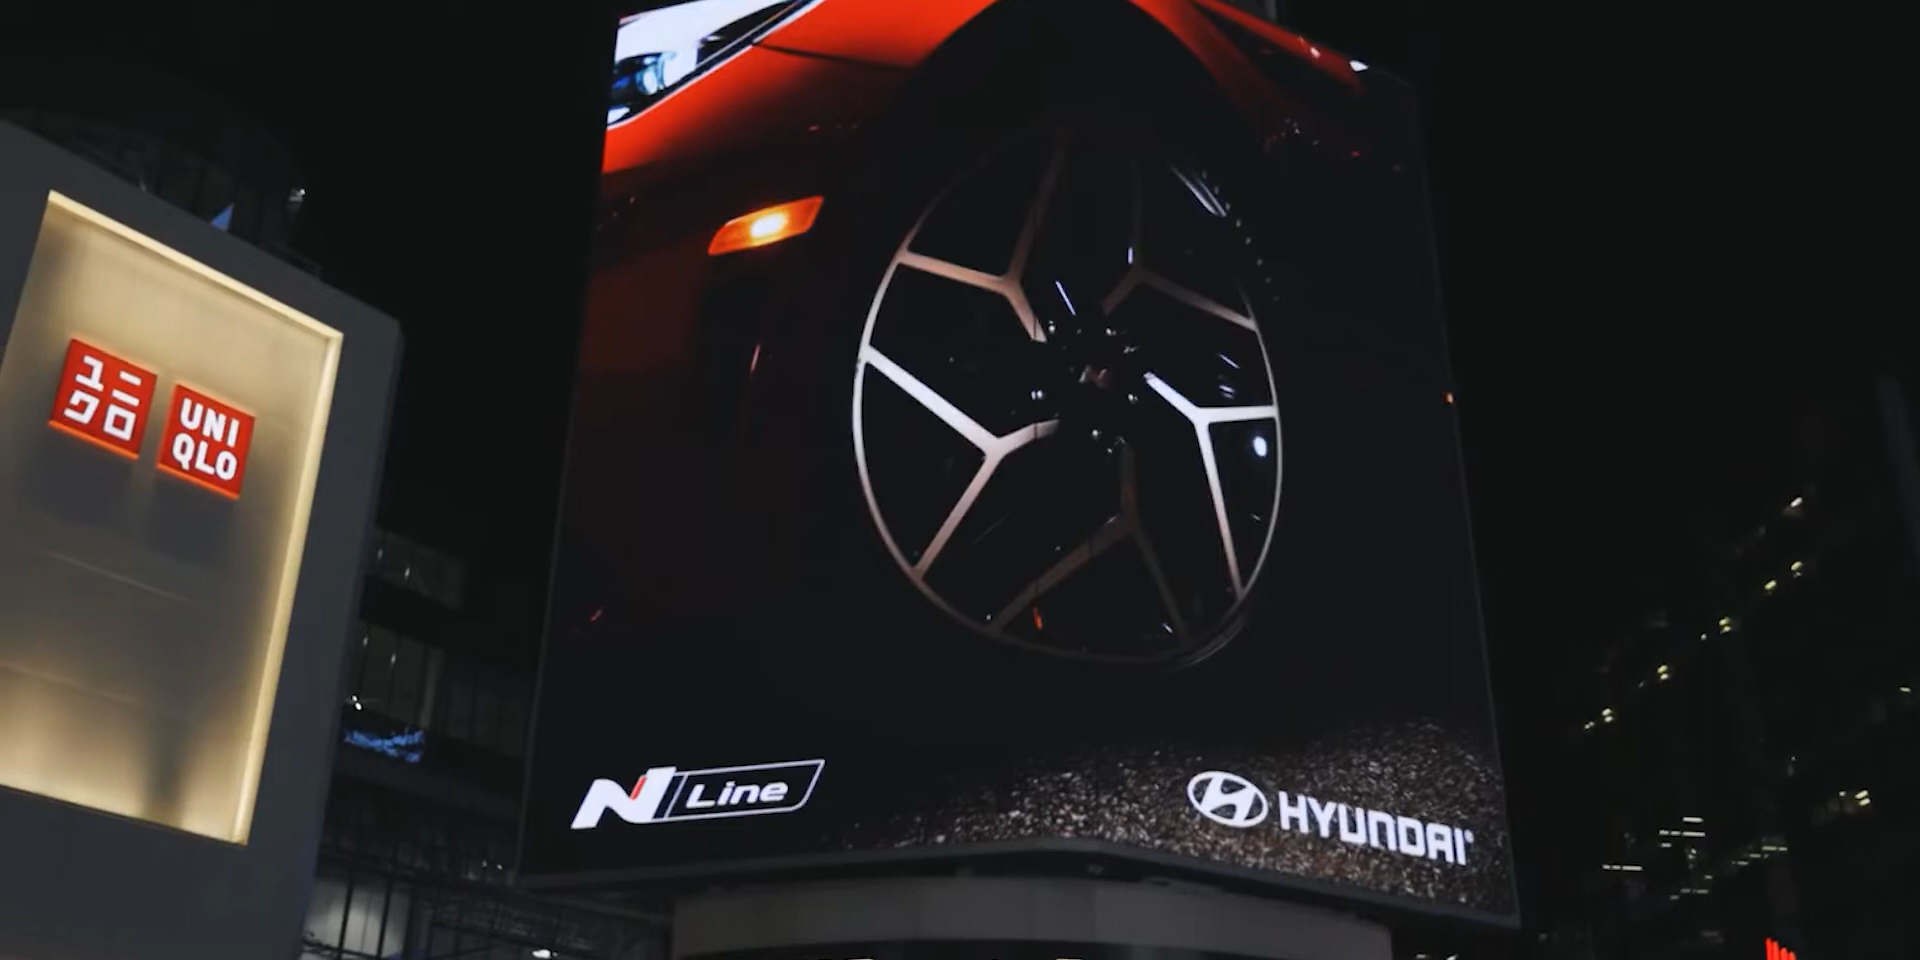 ユニ
クロ
UNI
QLO
N Line
HYUNDAI